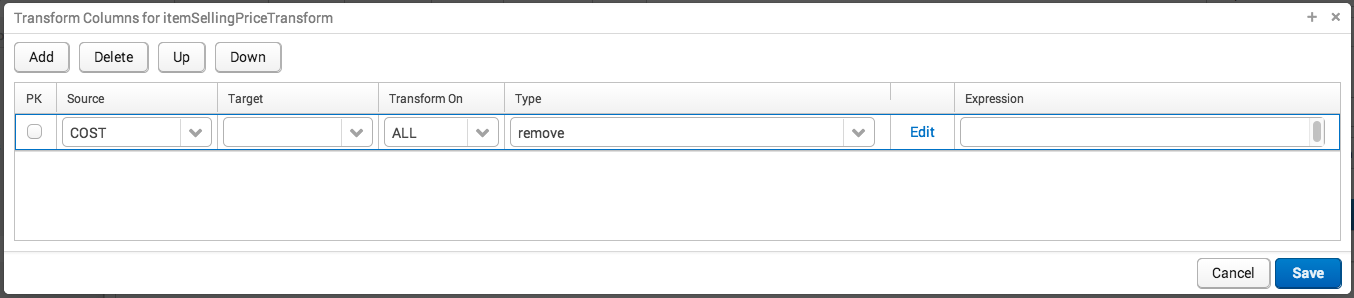 Transform Columns for itemSellingPriceTransform
Add Delete Up Down
PK Source Target Transform On Type Expression
COST ALL remove Edit
Cancel Save